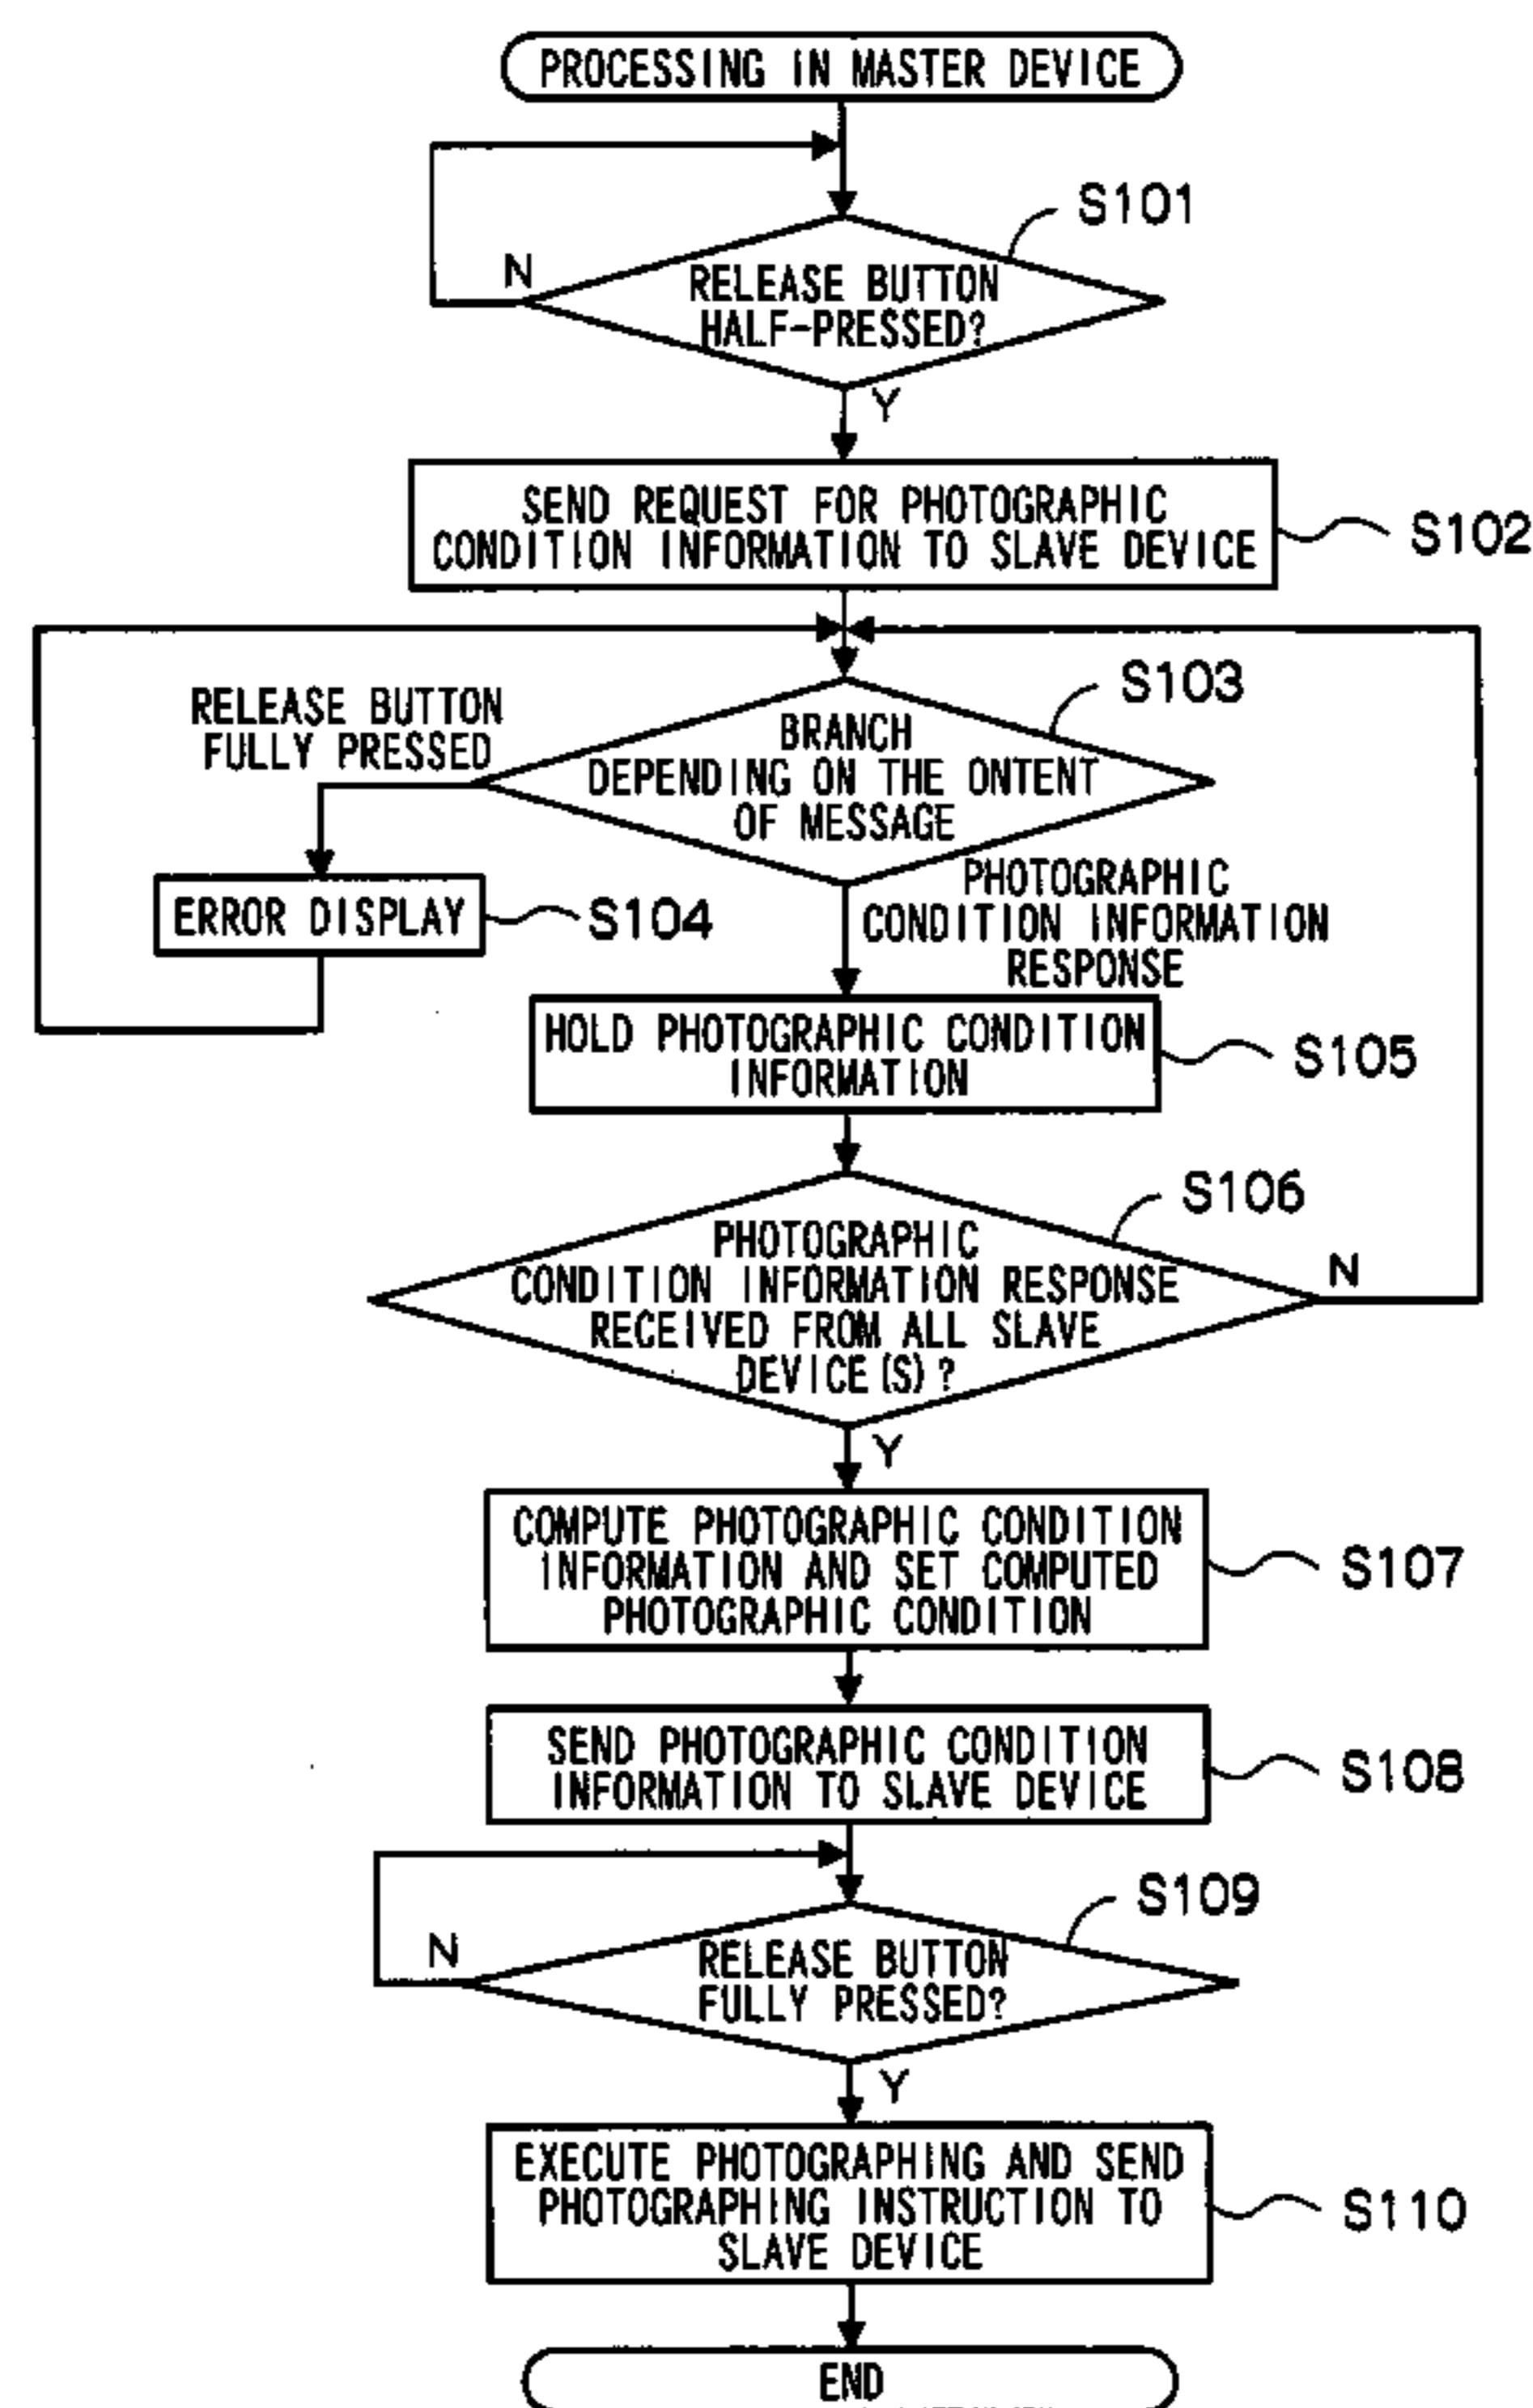 PROCESSING IN MASTER DEVICE
S101
N
RELEASE BUTTON
HALF-PRESSED?
Y
SEND REQUEST FOR PHOTOGRAPHIC
CONDITION INFORMATION TO SLAVE DEVICE
S102
S103
RELEASE BUTTON
FULLY PRESSED
BRANCH
DEPENDING ON THE ONTENT
OF MESSAGE
ERROR DISPLAY
S104
PHOTOGRAPHIC
CONDITION INFORMATION
RESPONSE
HOLD PHOTOGRAPHIC CONDITION
INFORMATION
S105
S106
PHOTOGRAPHIC
CONDITION INFORMATION RESPONSE
RECEIVED FROM ALL SLAVE
DEVICE(S)?
N
Y
COMPUTE PHOTOGRAPHIC CONDITION
INFORMATION AND SET COMPUTED
PHOTOGRAPHIC CONDITION
S107
SEND PHOTOGRAPHIC CONDITION
INFORMATION TO SLAVE DEVICE
S108
S109
N
RELEASE BUTTON
FULLY PRESSED?
Y
EXECUTE PHOTOGRAPHING AND SEND
PHOTOGRAPHING INSTRUCTION TO
SLAVE DEVICE
S110
END